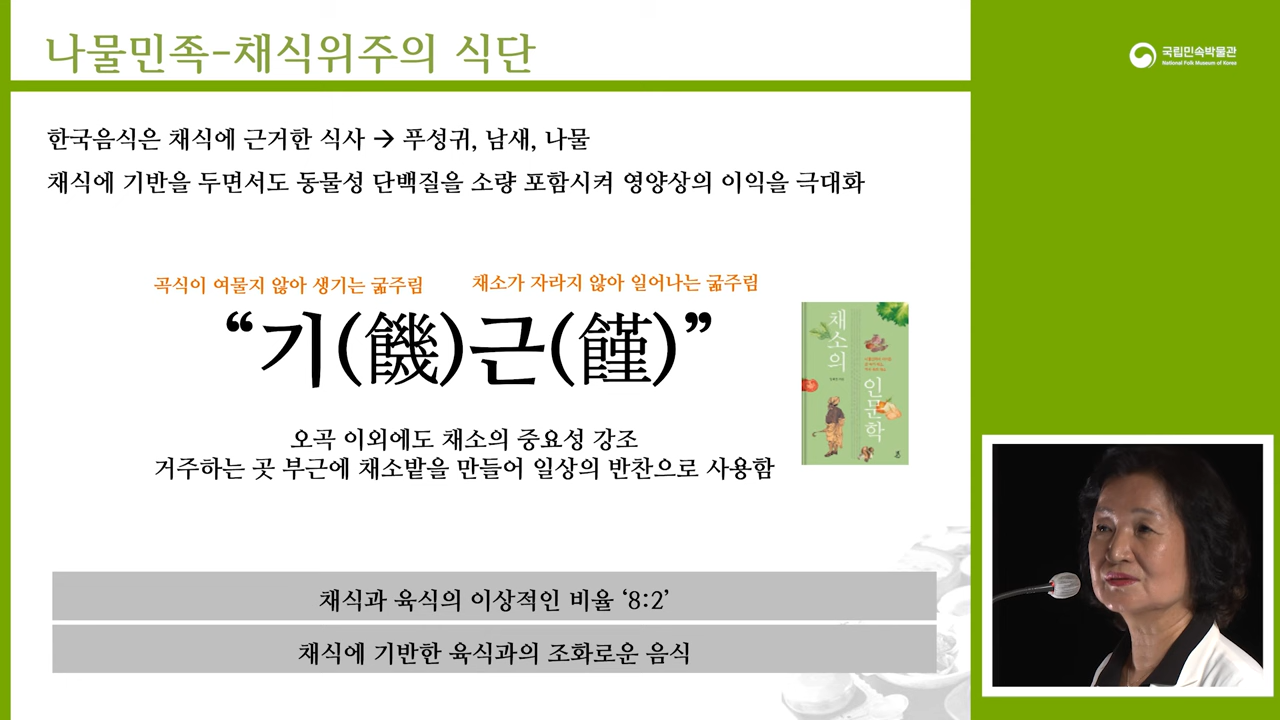 나물민족-채식위주의 식단
국립민속박물관
National Folk Museum of Korea
한국음식은 채식에 근거한 식사 → 푸성귀, 남새, 나물
채식에 기반을 두면서도 동물성 단백질을 소량 포함시켜 영양상의 이익을 극대화
곡식이 여물지 않아 생기는 굶주림
채소가 자라지 않아 일어나는 굶주림
“기(饑)근(饉)”
채소의
인문학
오곡 이외에도 채소의 중요성 강조
거주하는 곳 부근에 채소밭을 만들어 일상의 반찬으로 사용함
채식과 육식의 이상적인 비율 ‘8:2’
채식에 기반한 육식과의 조화로운 음식